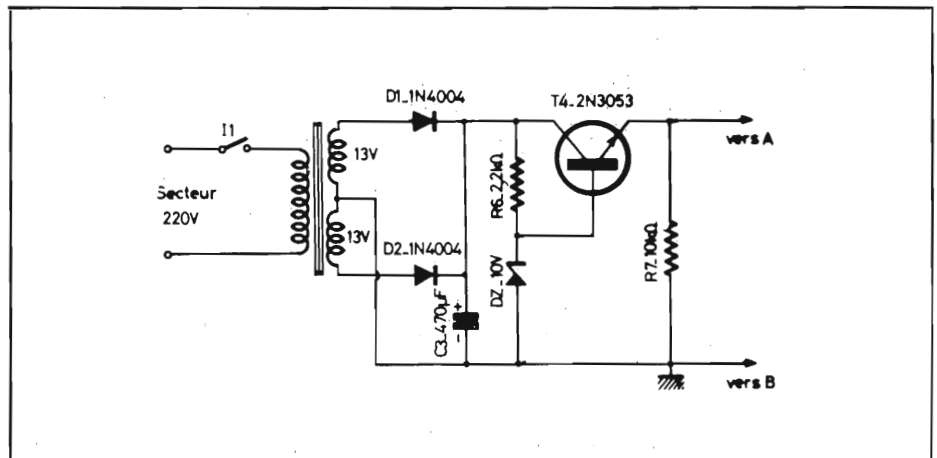 D1_1N4004
T4_2N3053
I1
13V
vers A
Secteur
220V
R6_2,2kΩ
13V
D2_1N4004
DZ_10V
R7_10kΩ
C3_470µF
+
-
vers B